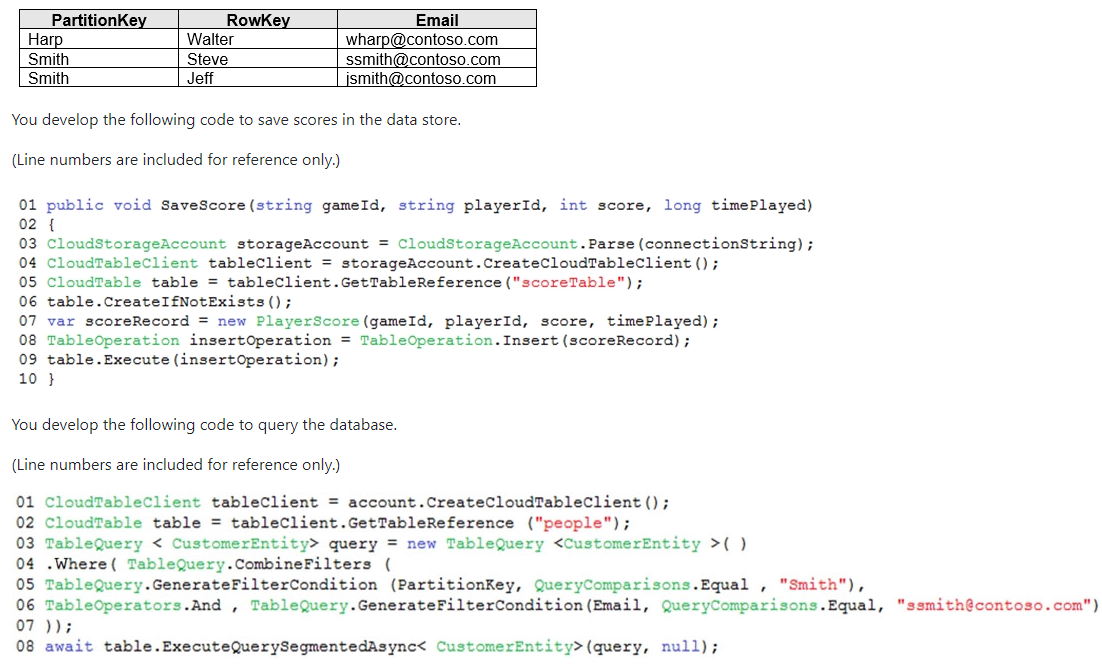 PartitionKey RowKey Email
Harp Walter wharp@contoso.com
Smith Steve ssmith@contoso.com
Smith Jeff jsmith@contoso.com
You develop the following code to save scores in the data store.
(Line numbers are included for reference only.)
01 public void SaveScore(string gameId, string playerId, int score, long timePlayed)
02 {
03 CloudStorageAccount storageAccount = CloudStorageAccount.Parse(connectionString);
04 CloudTableClient tableClient = storageAccount.CreateCloudTableClient();
05 CloudTable table = tableClient.GetTableReference("scoreTable");
06 table.CreateIfNotExists();
07 var scoreRecord = new PlayerScore(gameId, playerId, score, timePlayed);
08 TableOperation insertOperation = TableOperation.Insert(scoreRecord);
09 table.Execute(insertOperation);
10 }
You develop the following code to query the database.
(Line numbers are included for reference only.)
01 CloudTableClient tableClient = account.CreateCloudTableClient();
02 CloudTable table = tableClient.GetTableReference ("people");
03 TableQuery < CustomerEntity> query = new TableQuery <CustomerEntity >( )
04 .Where( TableQuery.CombineFilters (
05 TableQuery.GenerateFilterCondition (PartitionKey, QueryComparisons.Equal , "Smith"),
06 TableOperators.And , TableQuery.GenerateFilterCondition(Email, QueryComparisons.Equal, "ssmith@contoso.com")
07 ));
08 await table.ExecuteQuerySegmentedAsync< CustomerEntity>(query, null);